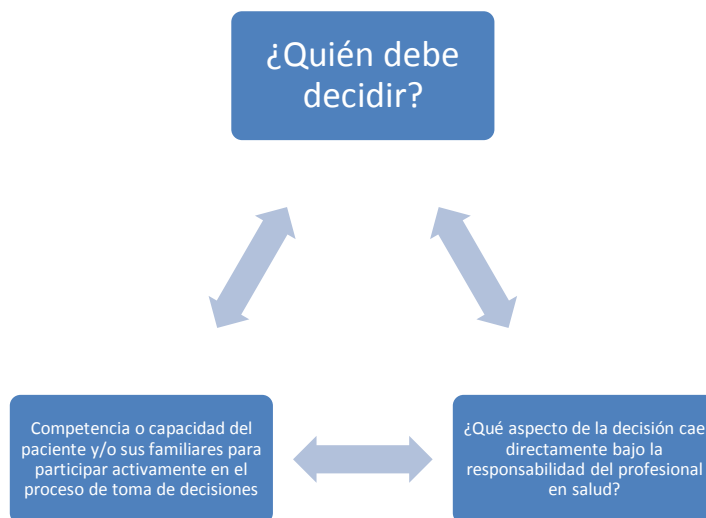 ¿Quién debe
decidir?
Competencia o capacidad del
paciente y/o sus familiares para
participar activamente en el
proceso de toma de decisiones
¿Qué aspecto de la decisión cae
directamente bajo la
responsabilidad del profesional
en salud?